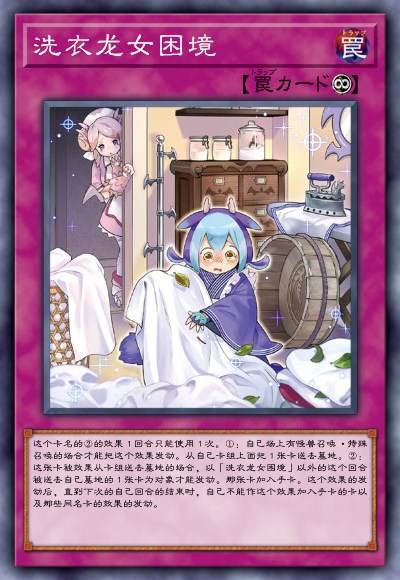 洗衣龙女困境
トラップ
罠
トラップ
【罠カード】
这个卡名的②的效果1回合只能使用1次。①：自己场上有怪兽召唤・特殊
召唤的场合才能把这个效果发动。从自己卡组上面把1张卡送去墓地。②：
这张卡被效果从卡组送去墓地的场合，以「洗衣龙女困境」以外的这个回合
被送去自己墓地的1张卡为对象才能发动。那张卡加入手卡。这个效果的发
动后，直到下次的自己回合的结束时，自己不能作这个效果加入手卡的卡以
及那些同名卡的效果的发动。